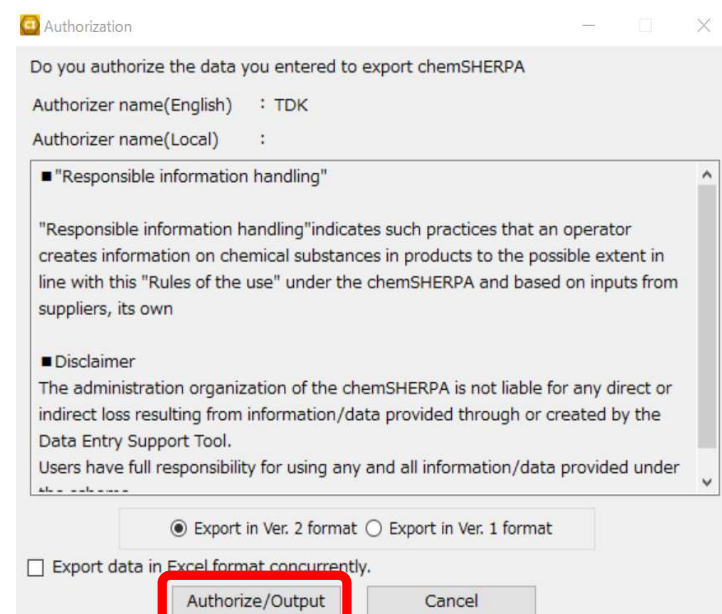 CI Authorization
Do you authorize the data you entered to export chemSHERPA
Authorizer name(English) : TDK
Authorizer name(Local) :
■"Responsible information handling"
"Responsible information handling"indicates such practices that an operator
creates information on chemical substances in products to the possible extent in
line with this "Rules of the use" under the chemSHERPA and based on inputs from
suppliers, its own
■Disclaimer
The administration organization of the chemSHERPA is not liable for any direct or
indirect loss resulting from information/data provided through or created by the
Data Entry Support Tool.
Users have full responsibility for using any and all information/data provided under
Export in Ver. 2 format Export in Ver. 1 format
Export data in Excel format concurrently.
Authorize/Output Cancel